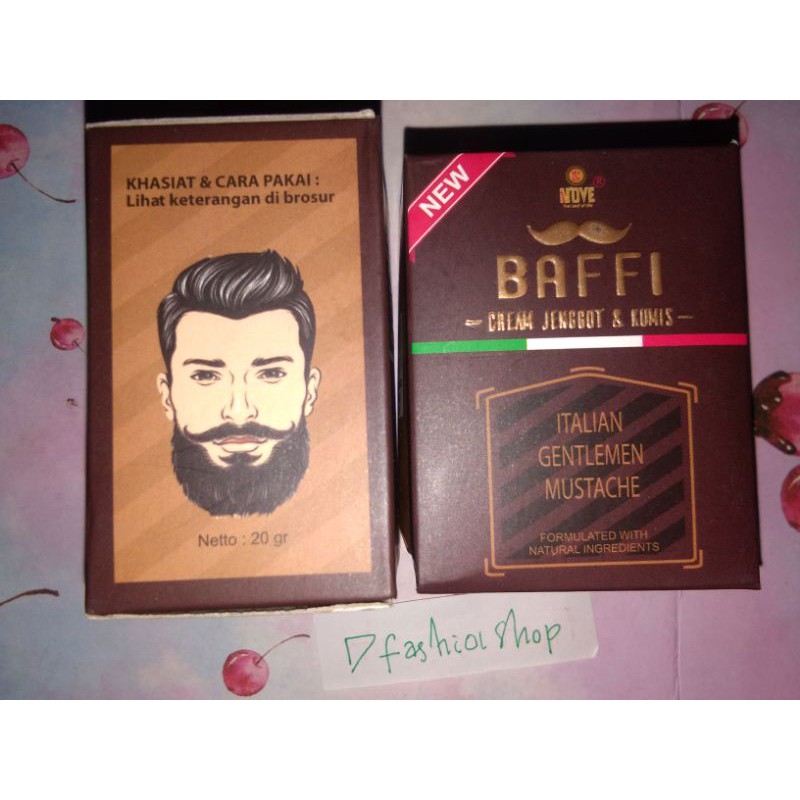 KHASIAT & CARA PAKAI :
Lihat keterangan di brosur
Netto : 20 gr
NEW
N'DYE
®
BAFFI
CREAM JENGGOT & KUMIS
ITALIAN
GENTLEMEN
MUSTACHE
FORMULATED WITH
NATURAL INGREDIENTS
Dfashionshop